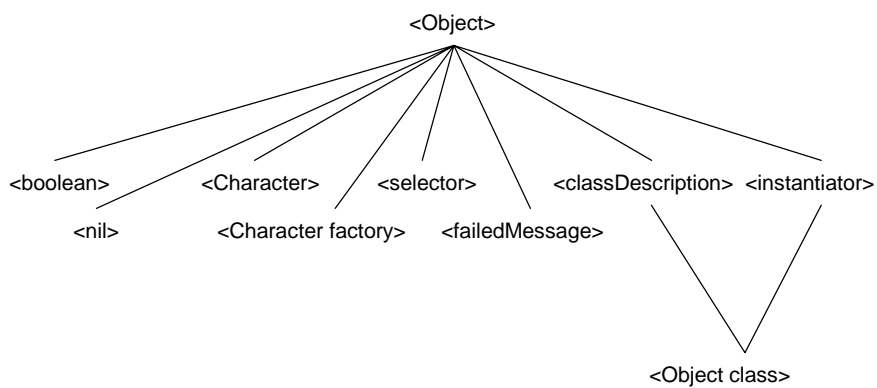 <Object>
<boolean> <Character> <selector> <classDescription> <instantiator>
<nil> <Character factory> <failedMessage>
<Object class>